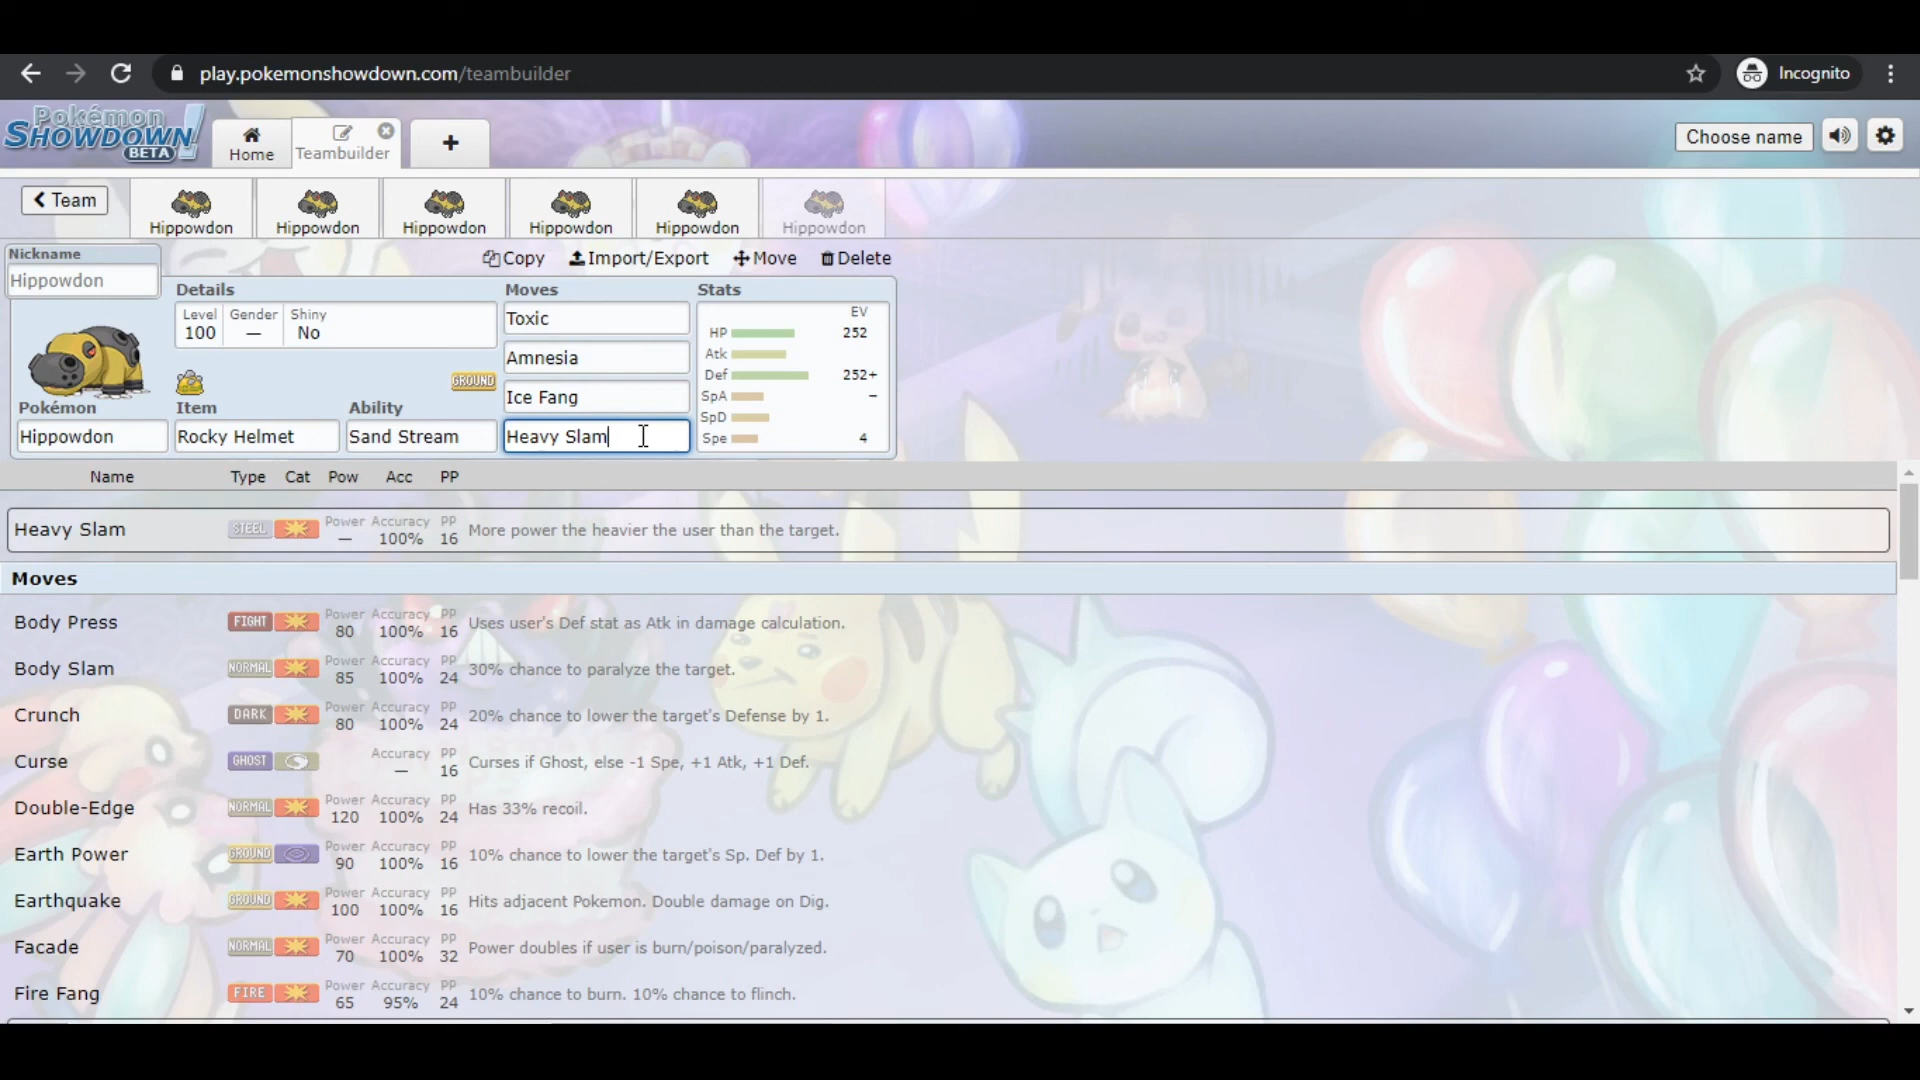 play.pokemonshowdown.com/teambuilder
Incognito
Pokémon
SHOWDOWN!
BETA
Home
Teambuilder
+
Choose name
Team
Hippowdon
Hippowdon
Hippowdon
Hippowdon
Hippowdon
Hippowdon
Nickname
Hippowdon
Copy
Import/Export
Move
Delete
Details
Level
100
Gender
—
Shiny
No
GROUND
Pokémon
Hippowdon
Item
Rocky Helmet
Ability
Sand Stream
Moves
Toxic
Amnesia
Ice Fang
Heavy Slam
Stats
EV
HP 252
Atk
Def 252+
SpA −
SpD
Spe 4
Name Type Cat Pow Acc PP
Heavy Slam STEEL Power — Accuracy 100% PP 16 More power the heavier the user than the target.
Moves
Body Press FIGHT Power 80 Accuracy 100% PP 16 Uses user's Def stat as Atk in damage calculation.
Body Slam NORMAL Power 85 Accuracy 100% PP 24 30% chance to paralyze the target.
Crunch DARK Power 80 Accuracy 100% PP 24 20% chance to lower the target's Defense by 1.
Curse GHOST Accuracy — PP 16 Curses if Ghost, else -1 Spe, +1 Atk, +1 Def.
Double-Edge NORMAL Power 120 Accuracy 100% PP 24 Has 33% recoil.
Earth Power GROUND Power 90 Accuracy 100% PP 16 10% chance to lower the target's Sp. Def by 1.
Earthquake GROUND Power 100 Accuracy 100% PP 16 Hits adjacent Pokemon. Double damage on Dig.
Facade NORMAL Power 70 Accuracy 100% PP 32 Power doubles if user is burn/poison/paralyzed.
Fire Fang FIRE Power 65 Accuracy 95% PP 24 10% chance to burn. 10% chance to flinch.